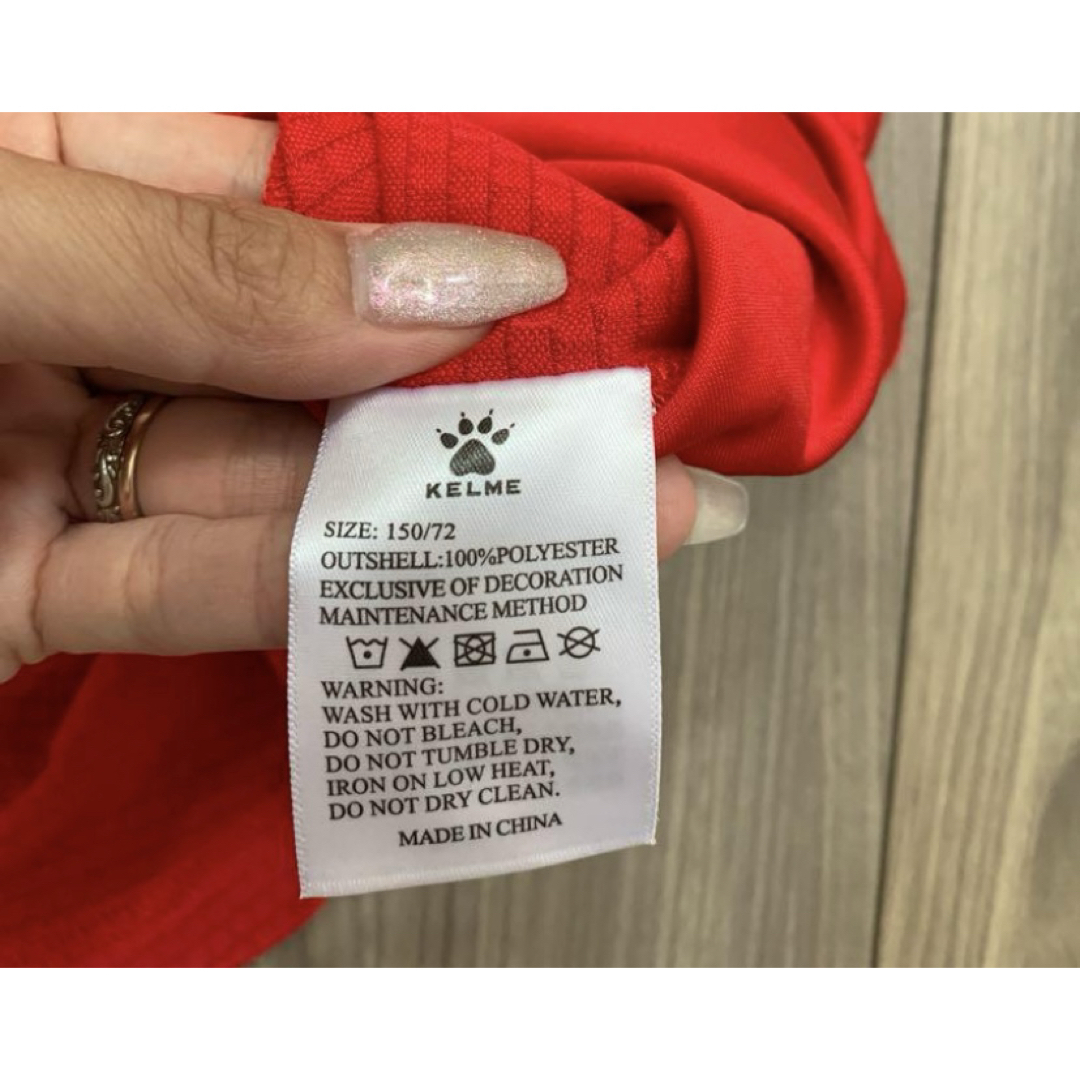 KELME
SIZE: 150/72
OUTSHELL:100%POLYESTER
EXCLUSIVE OF DECORATION
MAINTENANCE METHOD
WARNING:
WASH WITH COLD WATER,
DO NOT BLEACH,
DO NOT TUMBLE DRY,
IRON ON LOW HEAT,
DO NOT DRY CLEAN.
MADE IN CHINA